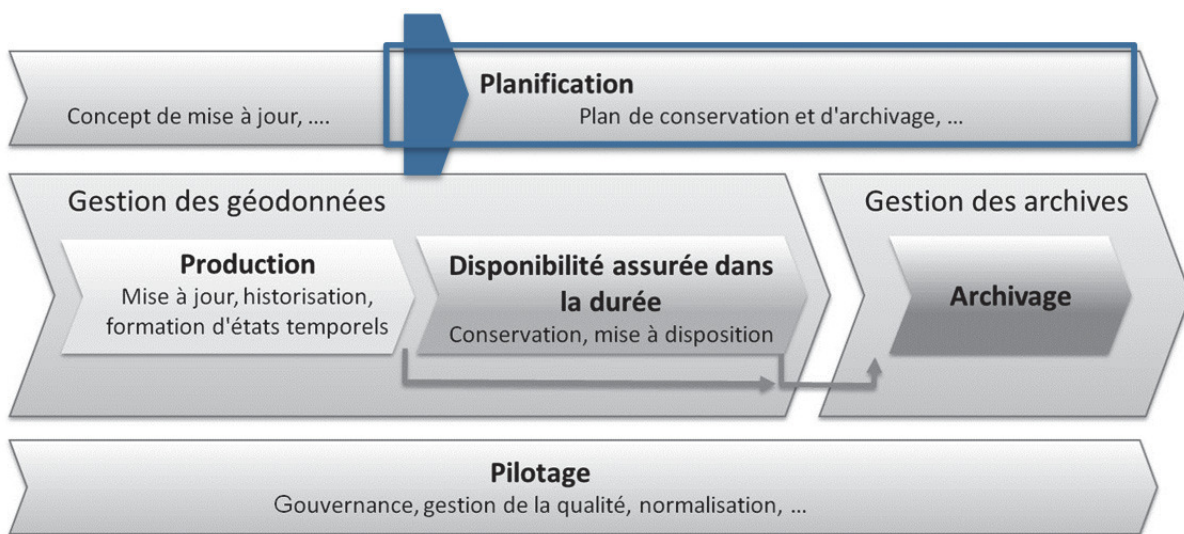 Planification
Concept de mise à jour, ....
Plan de conservation et d'archivage, ...
Gestion des géodonnées
Production
Mise à jour, historisation,
formation d'états temporels
Disponibilité assurée dans
la durée
Conservation, mise à disposition
Gestion des archives
Archivage
Pilotage
Gouvernance, gestion de la qualité, normalisation, ...